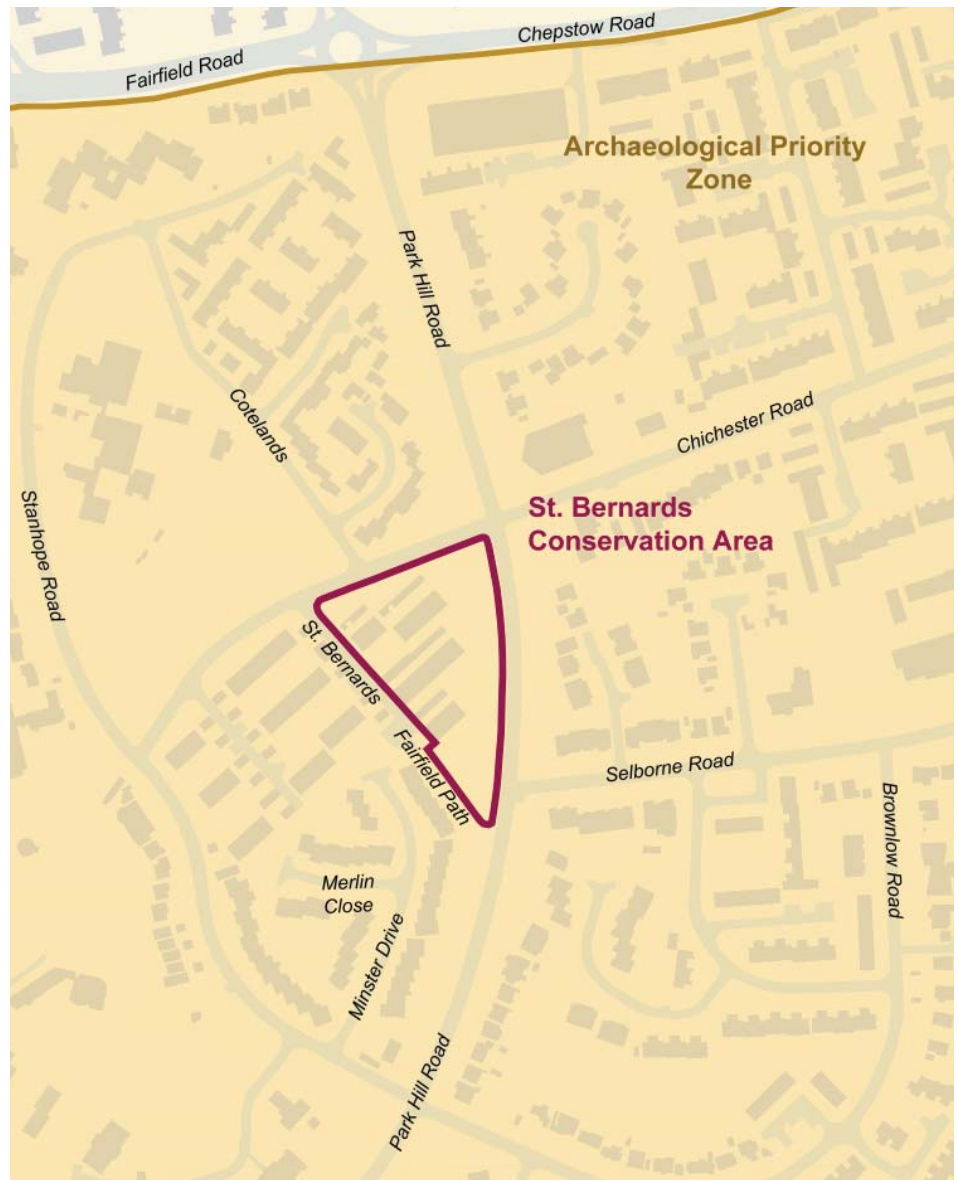 Chepstow Road
Fairfield Road
Archaeological Priority
Zone
Park Hill Road
Cotelands
Chichester Road
St. Bernards
Conservation Area
Stanhope Road
St. Bernards
Fairfield Path
Selborne Road
Brownlow Road
Merlin
Close
Minster Drive
Park Hill Road